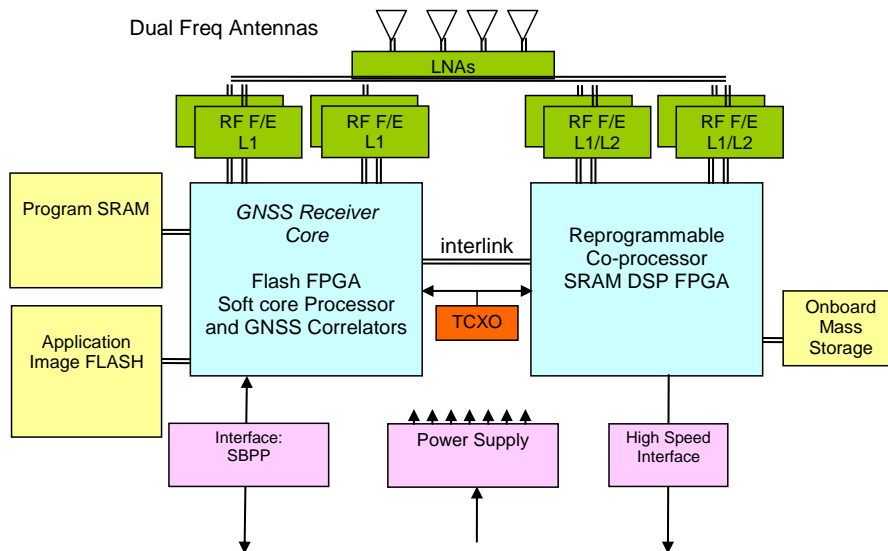 Dual Freq Antennas
LNAs
RF F/E
L1
RF F/E
L1
RF F/E
L1/L2
RF F/E
L1/L2
Program SRAM
GNSS Receiver
Core
Flash FPGA
Soft core Processor
and GNSS Correlators
interlink
TCXO
Reprogrammable
Co-processor
SRAM DSP FPGA
Application
Image FLASH
Onboard
Mass
Storage
Interface:
SBPP
Power Supply
High Speed
Interface